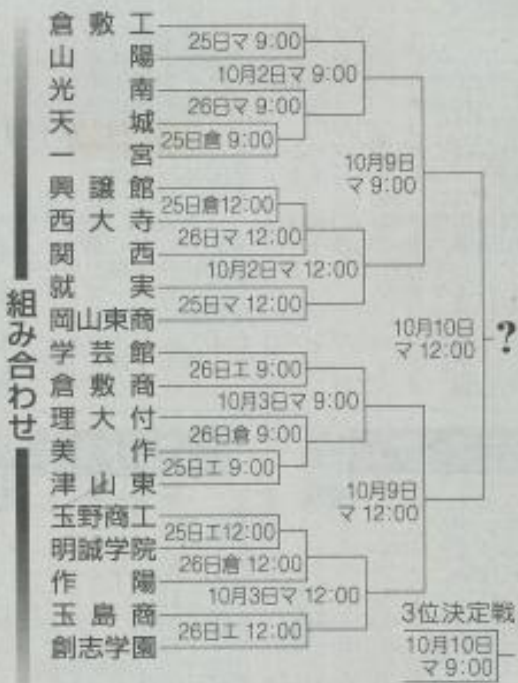 組み合わせ
倉敷工
山陽
光南
天城
一宮
興譲館
西大寺
関西
就実
岡山東商
学芸館
倉敷商
理大付
美作
津山東
玉野商工
明誠学院
作陽
玉島商
創志学園
25日マ 9:00
10月2日マ 9:00
26日マ 9:00
25日倉 9:00
25日倉12:00
26日マ 12:00
10月2日マ 12:00
25日マ 12:00
26日工 9:00
10月3日マ 9:00
26日倉 9:00
25日工 9:00
25日工12:00
26日倉 12:00
10月3日マ 12:00
26日工 12:00
10月9日
マ 9:00
10月9日
マ 12:00
10月10日
マ 12:00
?
3位決定戦
10月10日
マ 9:00